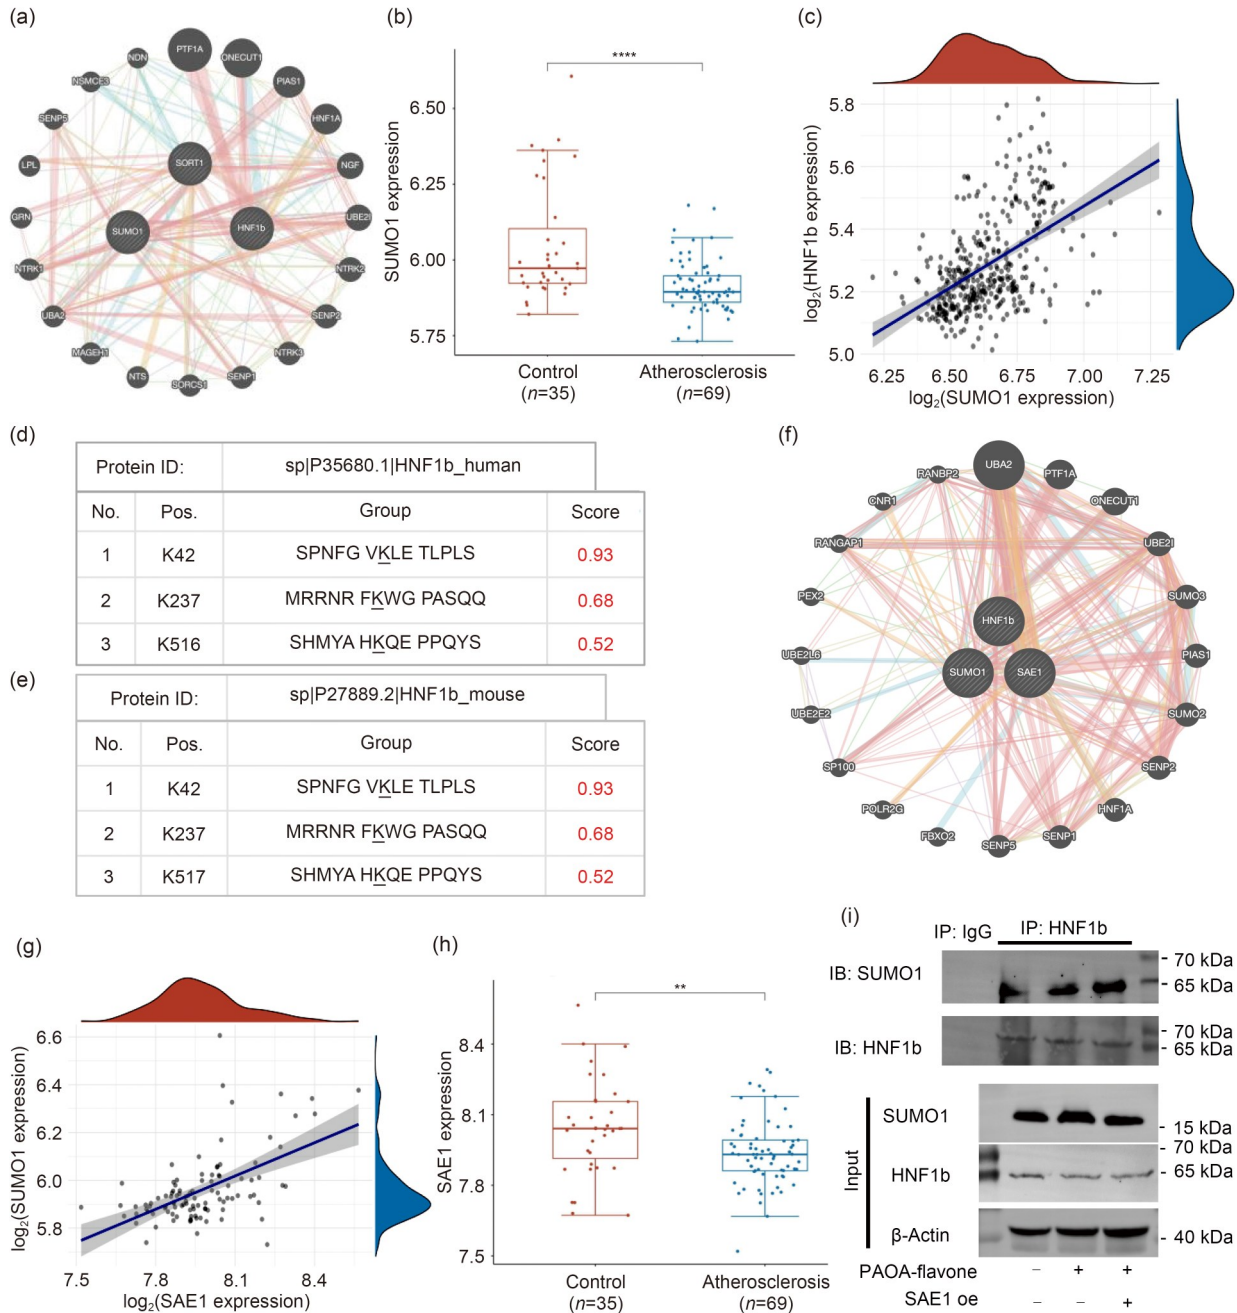 (a)
PTF1A
ONECUT1
NDN
PIAS1
NSMCE3
HNF1A
SENP5
SORT1
LPL
NGF
GRN
SUMO1
HNF1b
UBE2I
NTRK1
NTRK2
UBA2
SENP2
MAGEH1
NTRK3
NTS
SORCS1
SENP1
(b)
SUMO1 expression
6.50
6.25
6.00
5.75
****
Control
(n=35)
Atherosclerosis
(n=69)
(c)
log₂(HNF1b expression)
5.8
5.6
5.4
5.2
5.0
6.25 6.50 6.75 7.00 7.25
log₂(SUMO1 expression)
(d)
Protein ID: sp|P35680.1|HNF1b_human
No. Pos. Group Score
1 K42 SPNFG VKLE TLPLS 0.93
2 K237 MRRNR FKWG PASQQ 0.68
3 K516 SHMYA HKQE PPQYS 0.52
(e)
Protein ID: sp|P27889.2|HNF1b_mouse
No. Pos. Group Score
1 K42 SPNFG VKLE TLPLS 0.93
2 K237 MRRNR FKWG PASQQ 0.68
3 K517 SHMYA HKQE PPQYS 0.52
(f)
UBA2
RANBP2
PTF1A
CNR1
ONECUT1
RANGAP1
UBE2I
PEX2
SUMO3
HNF1b
UBE2L6
PIAS1
SUMO1
SAE1
UBE2E2
SUMO2
SP100
SENP2
POLR2G
HNF1A
FBXO2
SENP5
SENP1
(g)
log₂(SUMO1 expression)
6.6
6.4
6.2
6.0
5.8
7.5 7.8 8.1 8.4
log₂(SAE1 expression)
(h)
SAE1 expression
8.4
8.1
7.8
7.5
**
Control
(n=35)
Atherosclerosis
(n=69)
(i)
IP: IgG IP: HNF1b
IB: SUMO1
- 70 kDa
- 65 kDa
IB: HNF1b
- 70 kDa
- 65 kDa
Input
SUMO1
- 15 kDa
HNF1b
- 70 kDa
- 65 kDa
β-Actin
- 40 kDa
PAOA-flavone – + +
SAE1 oe – – +